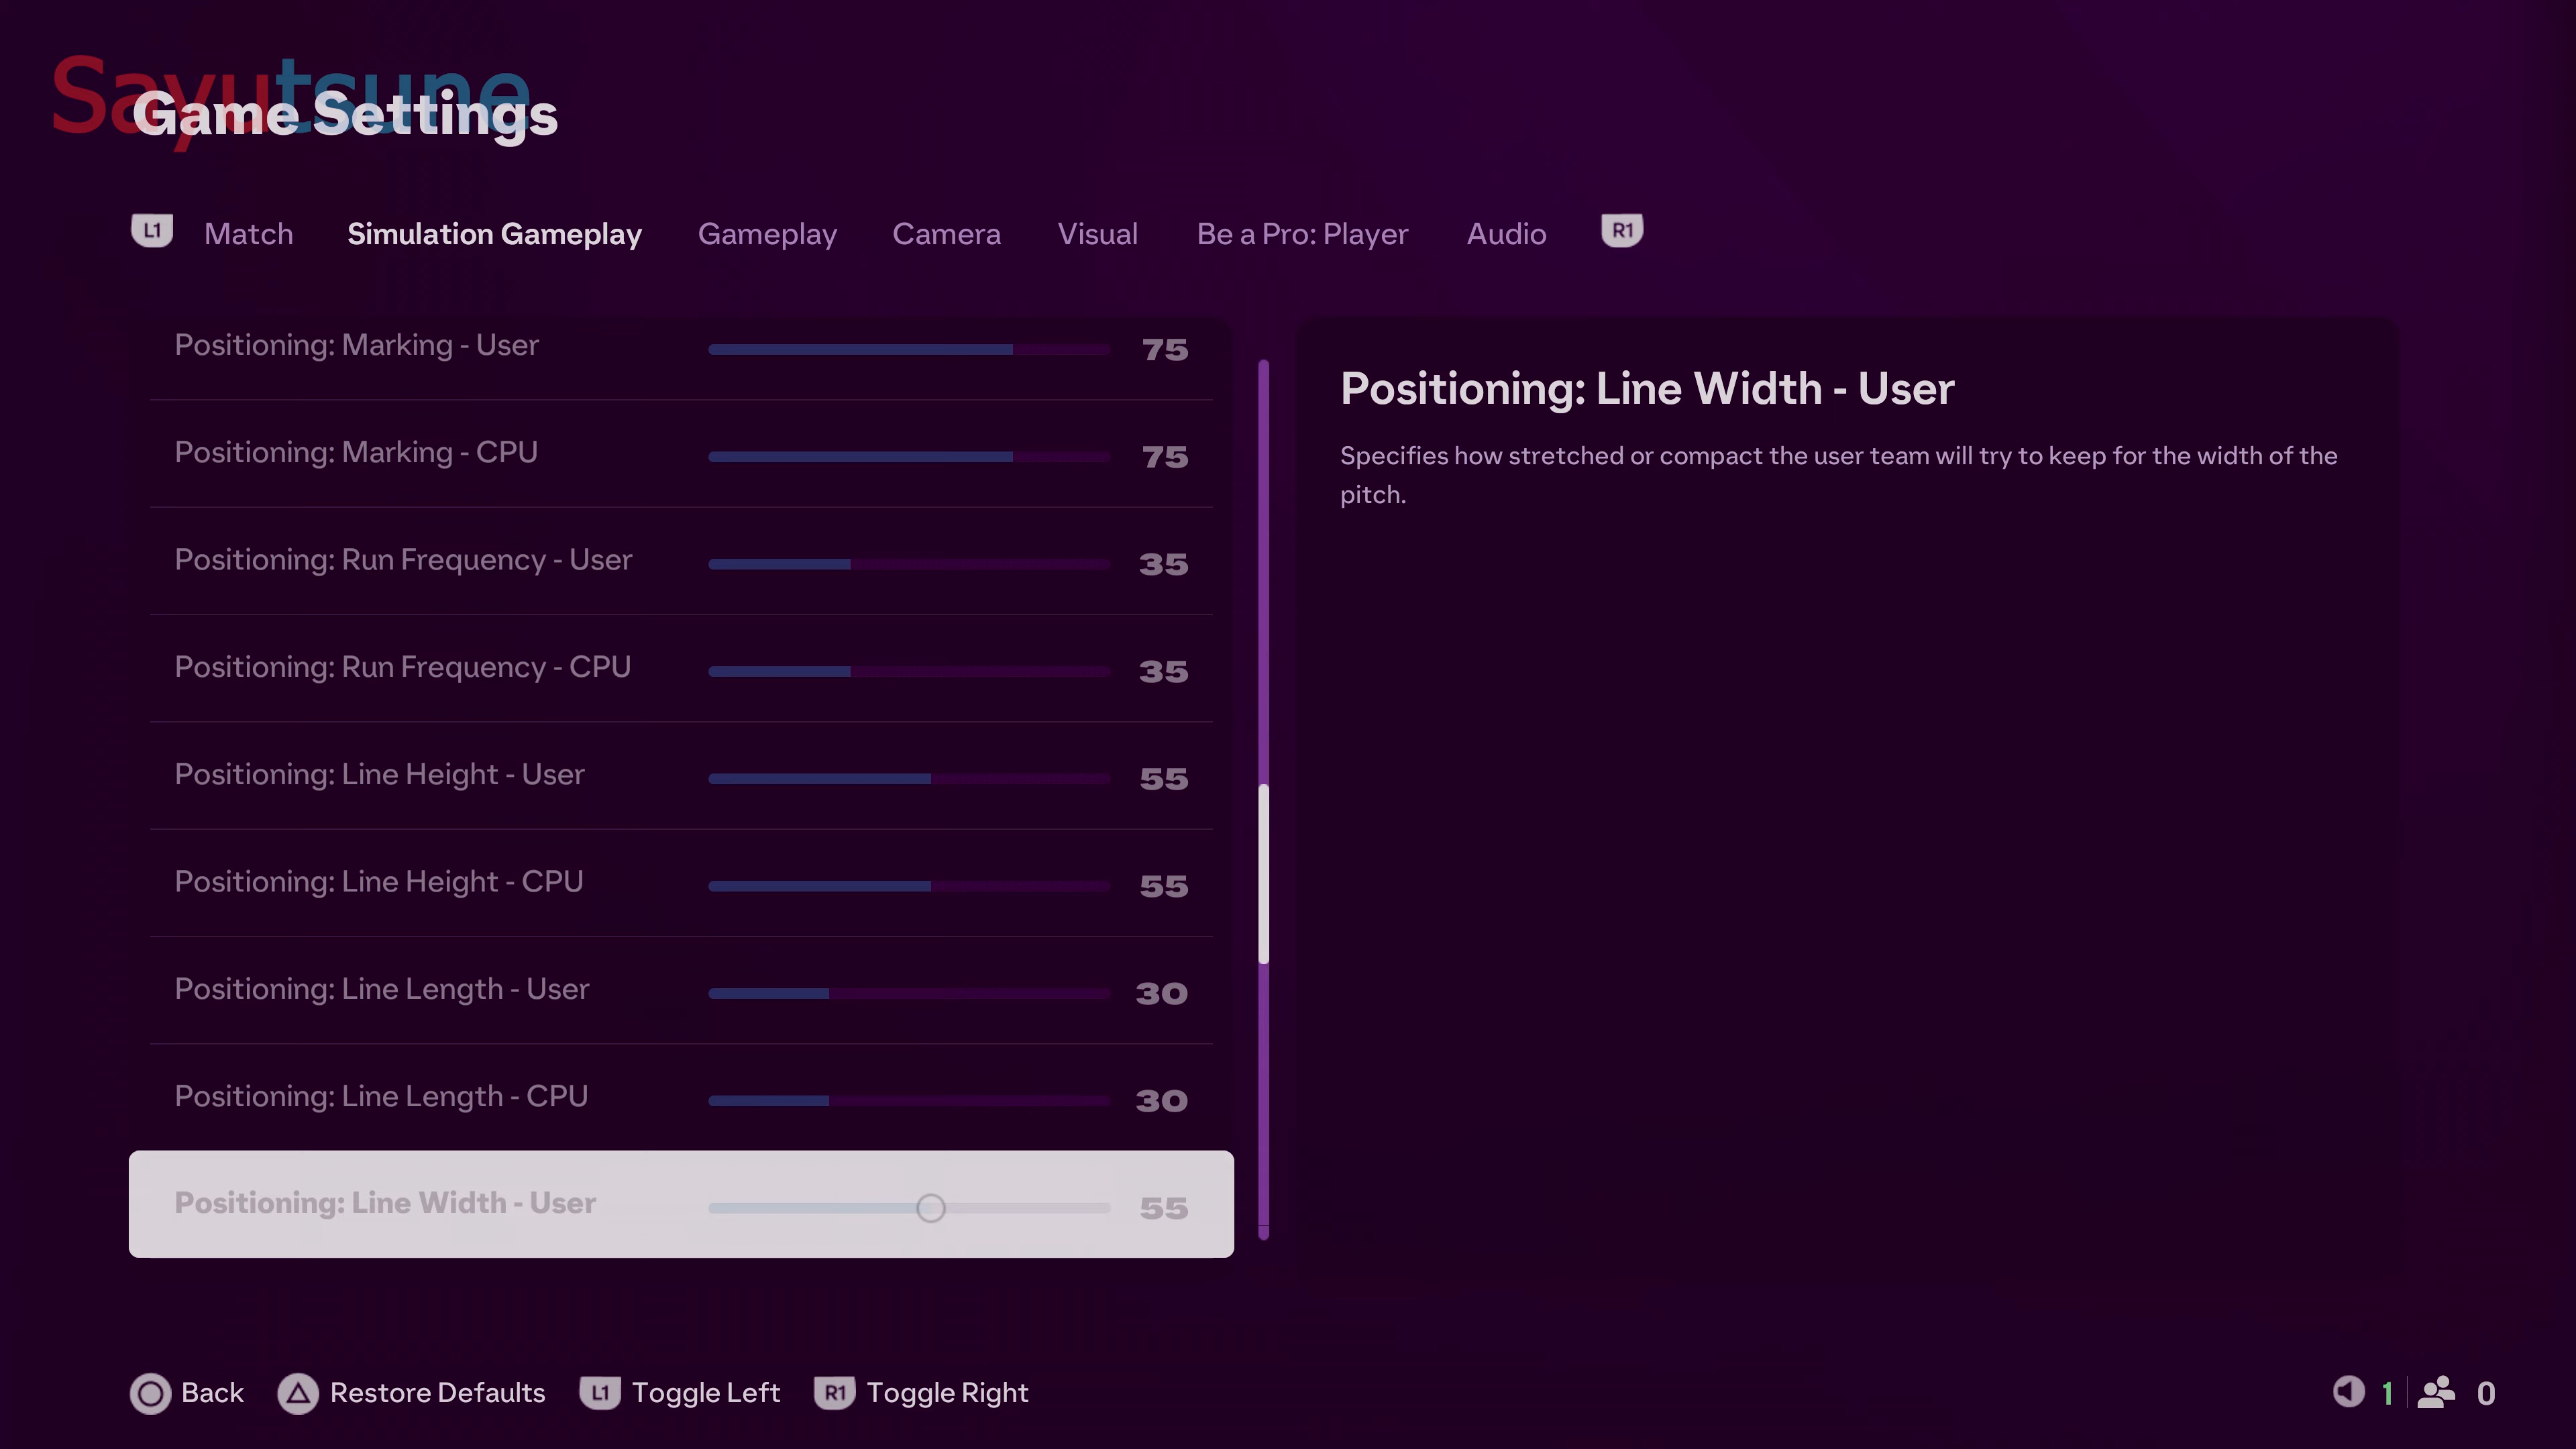 Sayutsune
Game Settings
L1 Match Simulation Gameplay Gameplay Camera Visual Be a Pro: Player Audio R1
Positioning: Marking - User 75
Positioning: Marking - CPU 75
Positioning: Run Frequency - User 35
Positioning: Run Frequency - CPU 35
Positioning: Line Height - User 55
Positioning: Line Height - CPU 55
Positioning: Line Length - User 30
Positioning: Line Length - CPU 30
Positioning: Line Width - User 55
Positioning: Line Width - User
Specifies how stretched or compact the user team will try to keep for the width of the
pitch.
Back Restore Defaults L1 Toggle Left R1 Toggle Right
1 0